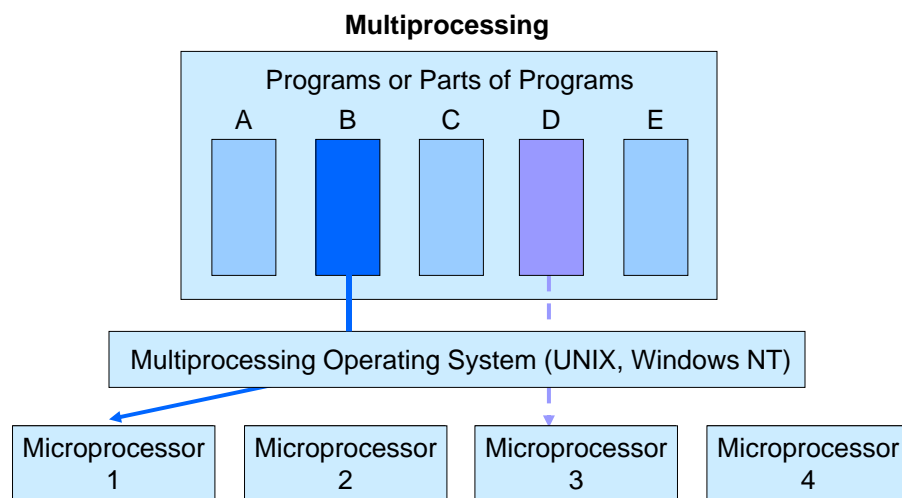 Multiprocessing
Programs or Parts of Programs
A B C D E
Multiprocessing Operating System (UNIX, Windows NT)
Microprocessor
1
Microprocessor
2
Microprocessor
3
Microprocessor
4